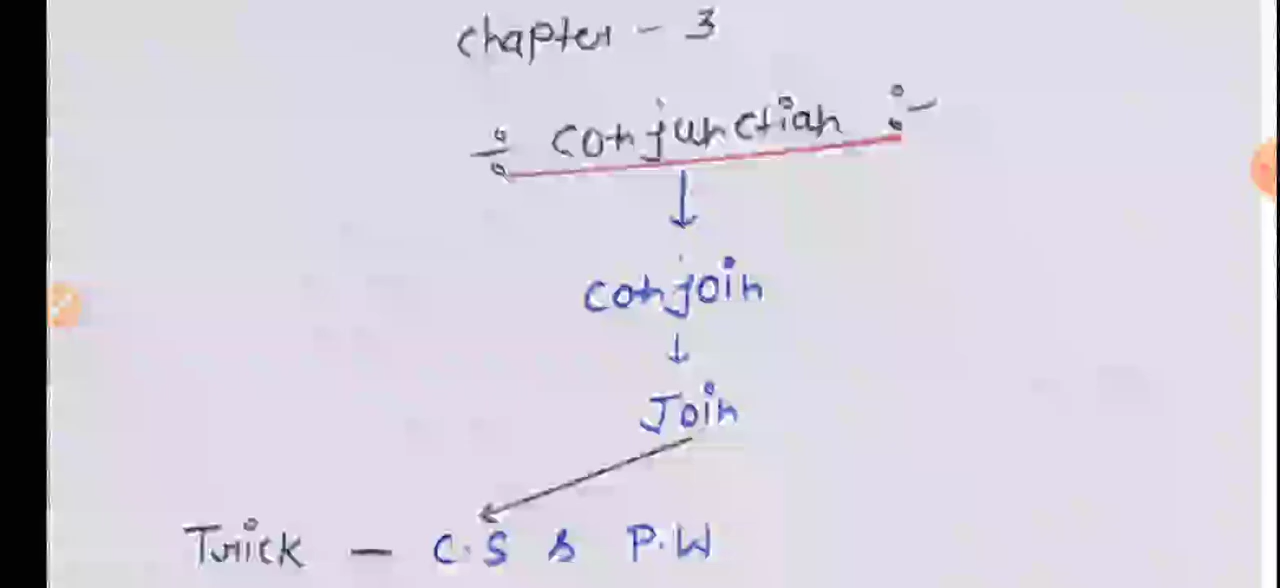 chapter - 3
÷ conjunction :-
conjoin
Join
Trick - C.S & P.W